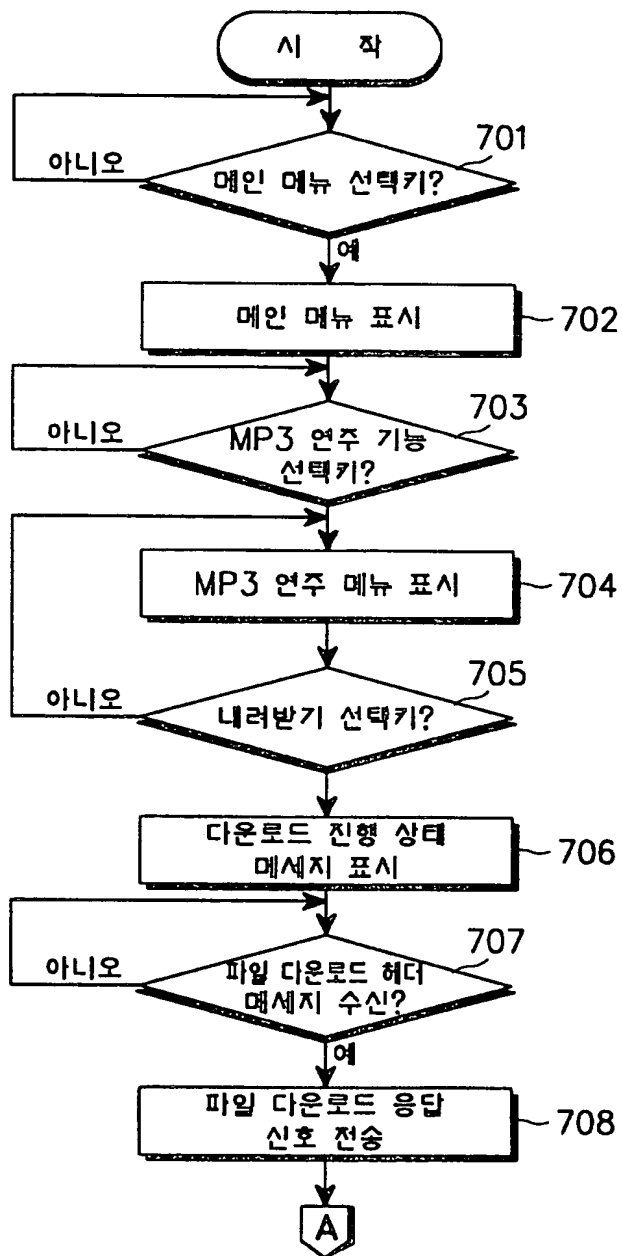 시 작
701
아니오
메인 메뉴 선택키?
예
메인 메뉴 표시
702
703
아니오
MP3 연주 기능
선택키?
MP3 연주 메뉴 표시
704
705
아니오
내려받기 선택키?
다운로드 진행 상태
메세지 표시
706
707
아니오
파일 다운로드 헤더
메세지 수신?
예
파일 다운로드 응답
신호 전송
708
A